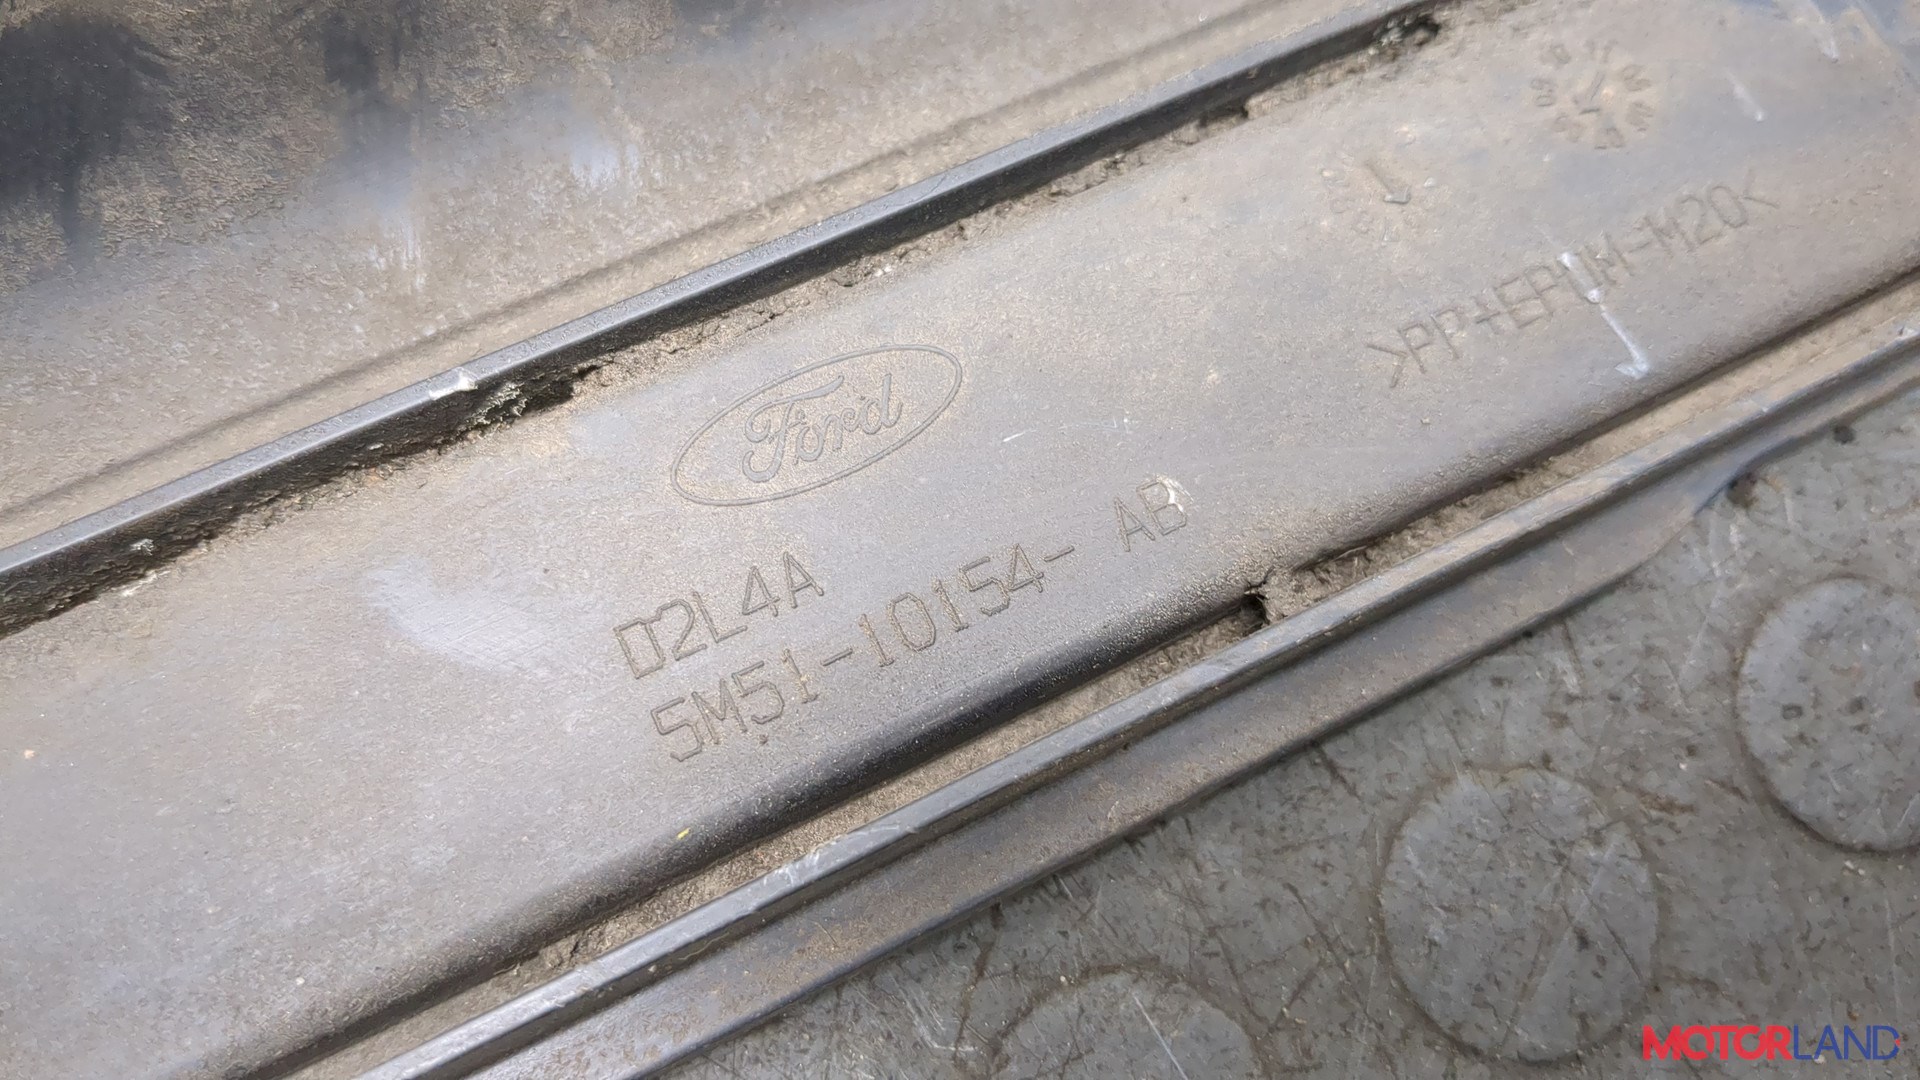 >PP+EPDM-M20<
Ford
D2L4A
5M51-10154- AB
MOTORLAND